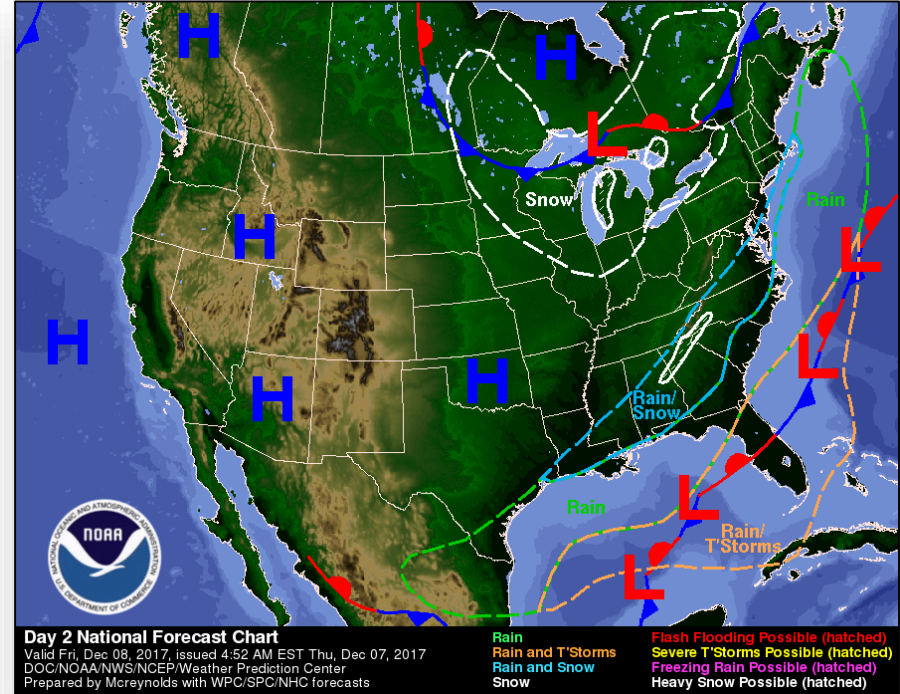 H
H
L
Snow
Rain
H
L
H
L
H
H
Rain/
Snow
L
Rain
Rain/
T'Storms
L
NATIONAL OCEANIC AND ATMOSPHERIC ADMINISTRATION
NOAA
U.S. DEPARTMENT OF COMMERCE
Day 2 National Forecast Chart
Valid Fri, Dec 08, 2017, issued 4:52 AM EST Thu, Dec 07, 2017
DOC/NOAA/NWS/NCEP/Weather Prediction Center
Prepared by Mcreynolds with WPC/SPC/NHC forecasts
Rain
Rain and T'Storms
Rain and Snow
Snow
Flash Flooding Possible (hatched)
Severe T'Storms Possible (hatched)
Freezing Rain Possible (hatched)
Heavy Snow Possible (hatched)